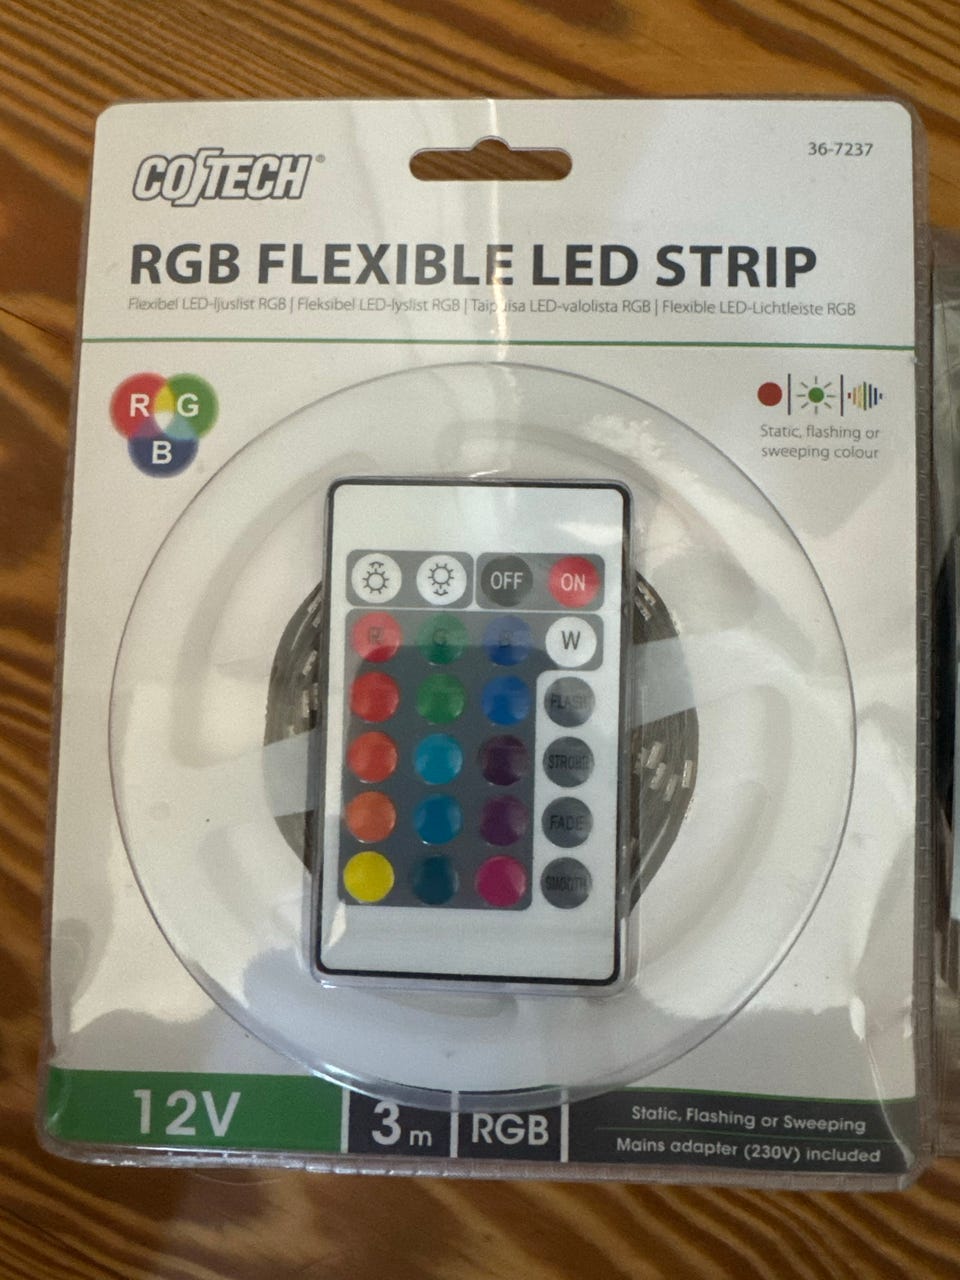 COTECH®
36-7237
RGB FLEXIBLE LED STRIP
Flexibel LED-ljuslist RGB | Fleksibel LED-lyslist RGB | Taipuisa LED-valolista RGB | Flexible LED-Lichtleiste RGB
R G
B
Static, flashing or
sweeping colour
OFF ON
R G B W
FLASH
STROBE
FADE
SMOOTH
12V
3 m
RGB
Static, Flashing or Sweeping
Mains adapter (230V) included